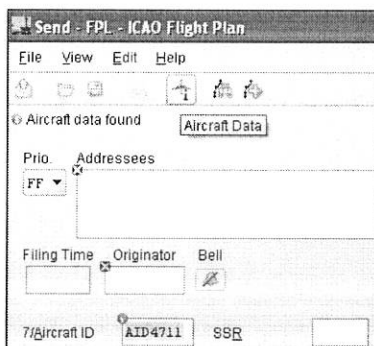 Send - FPL - ICAO Flight Plan
File View Edit Help
Aircraft data found
Aircraft Data
Prio. Addressees
FF
Filing Time Originator Bell
7/Aircraft ID AID4711 SSR